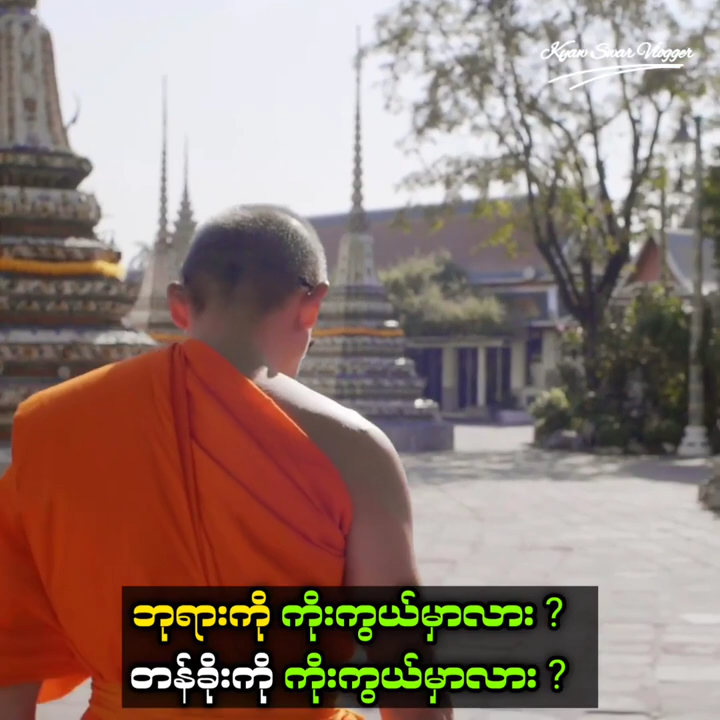 Kyaw Swar Vlogger
ဘုရားကို ကိုးကွယ်မှာလား ?
တန်ခိုးကို ကိုးကွယ်မှာလား ?